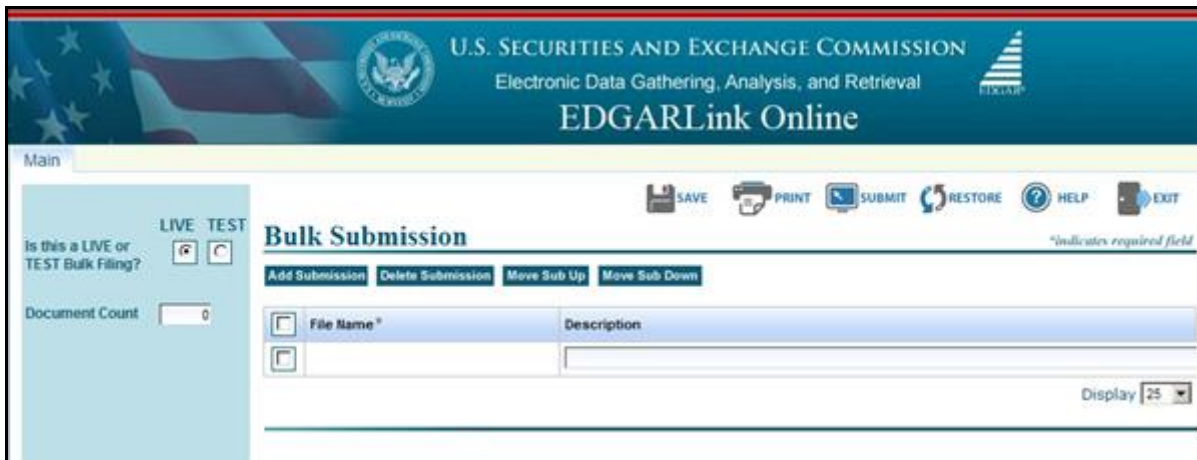 U.S. SECURITIES AND EXCHANGE COMMISSION
Electronic Data Gathering, Analysis, and Retrieval
EDGAR®
EDGARLink Online
Main
SAVE PRINT SUBMIT RESTORE HELP EXIT
LIVE TEST
Is this a LIVE or
TEST Bulk Filing?
Document Count 0
Bulk Submission
*indicates required field
Add Submission Delete Submission Move Sub Up Move Sub Down
File Name* Description
Display 25